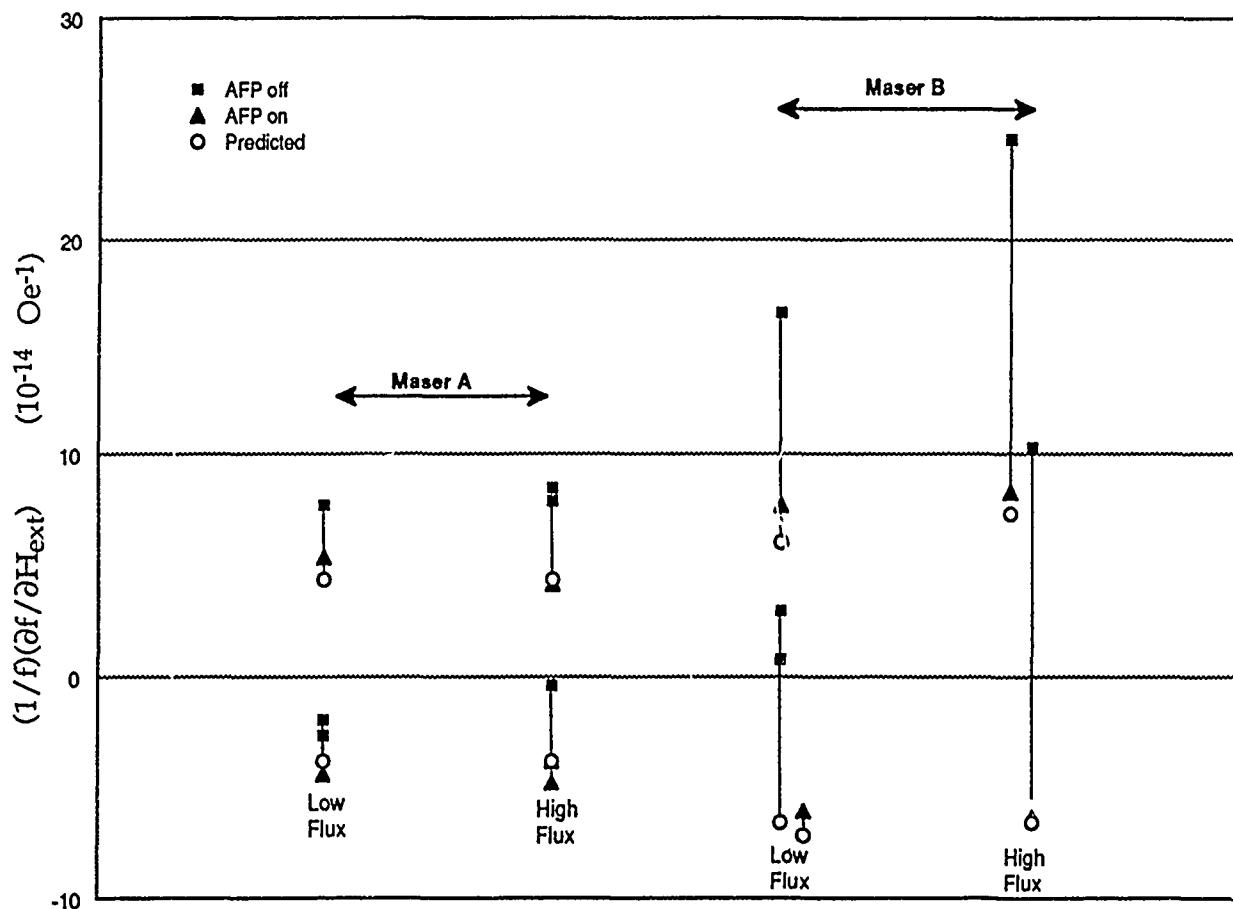 30
AFP off
AFP on
Predicted
Maser B
20
Maser A
10
0
-10
(1/f)(∂f/∂Hext) (10-14 Oe-1)
Low
Flux
High
Flux
Low
Flux
High
Flux